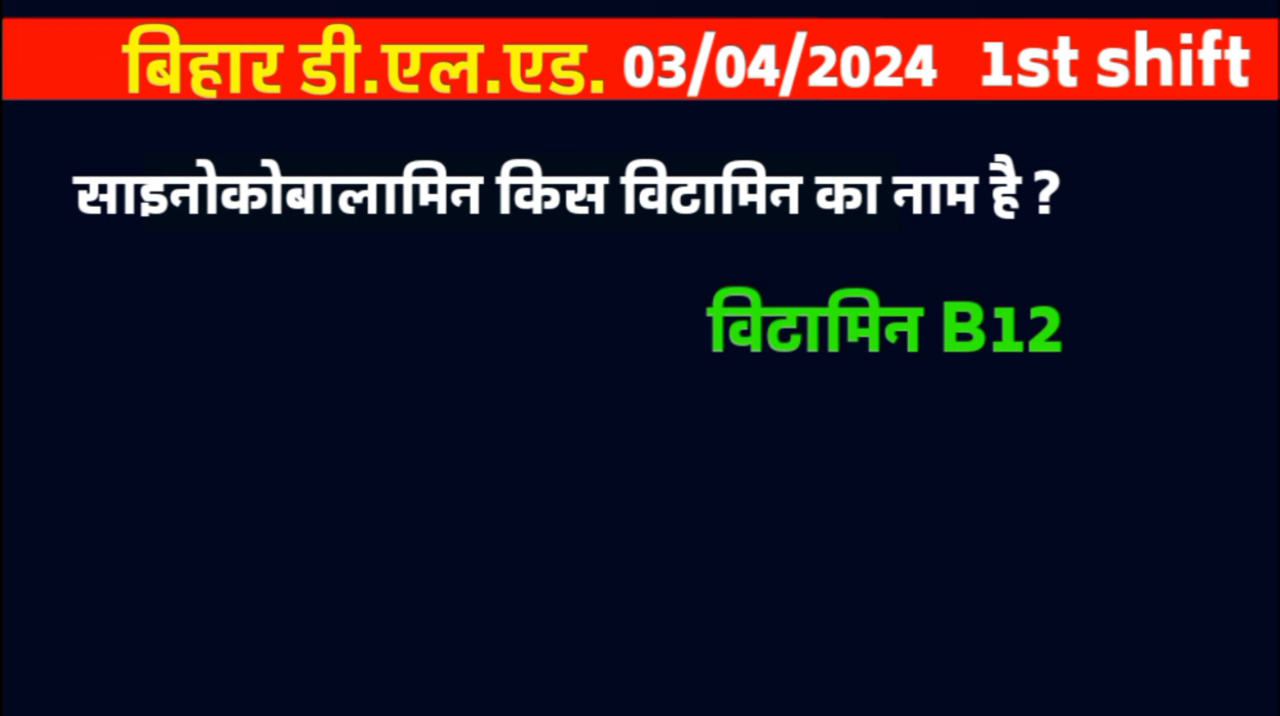 बिहार डी.एल.एड. 03/04/2024 1st shift
साइनोकोबालामिन किस विटामिन का नाम है ?
विटामिन B12